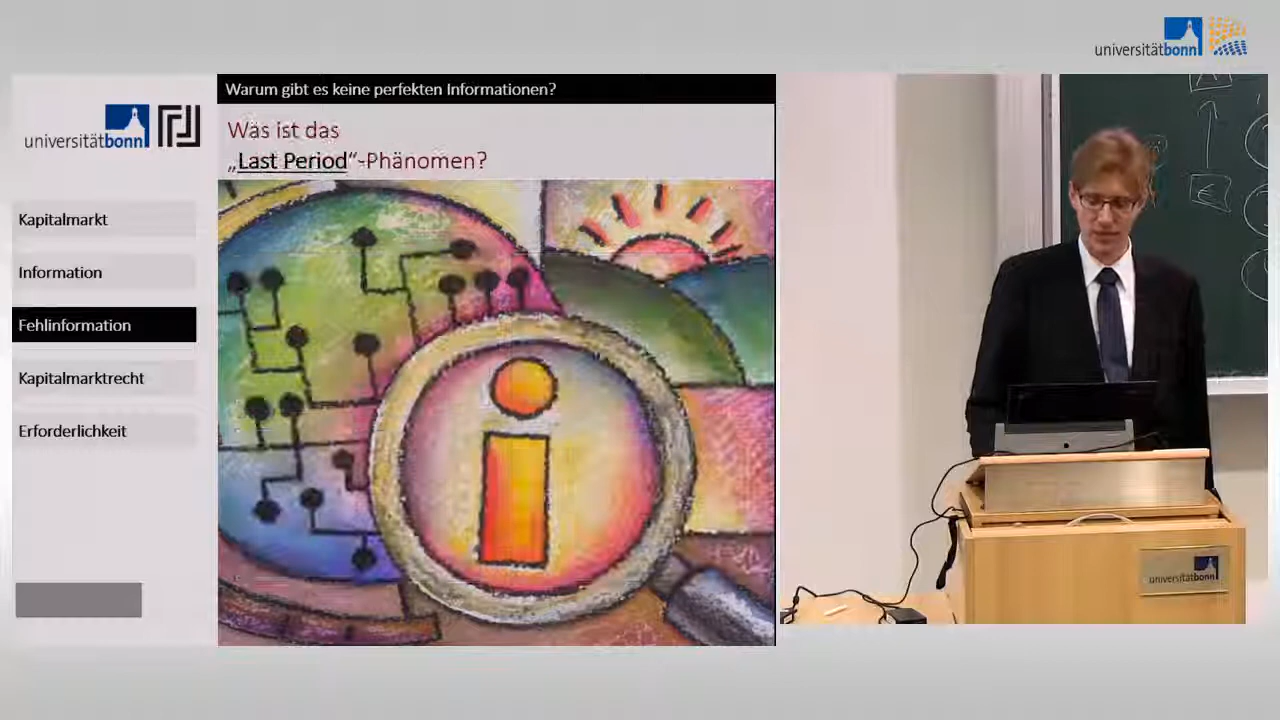 universitätbonn
Warum gibt es keine perfekten Informationen?
universitätbonn
Was ist das
„Last Period“-Phänomen?
Kapitalmarkt
Information
Fehlinformation
Kapitalmarktrecht
Erforderlichkeit
i
€
universitätbonn